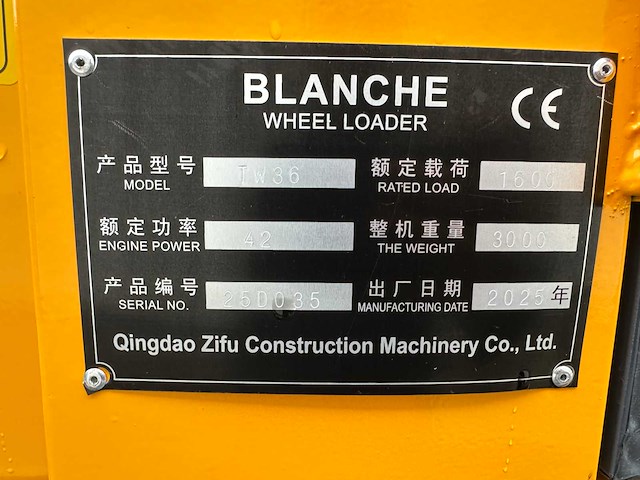 BLANCHE
CE
WHEEL LOADER
产品型号 TW36 额定载荷 1600
MODEL RATED LOAD
额定功率 42 整机重量 3000
ENGINE POWER THE WEIGHT
产品编号 25D035 出厂日期 2025年
SERIAL NO. MANUFACTURING DATE
Qingdao Zifu Construction Machinery Co., Ltd.